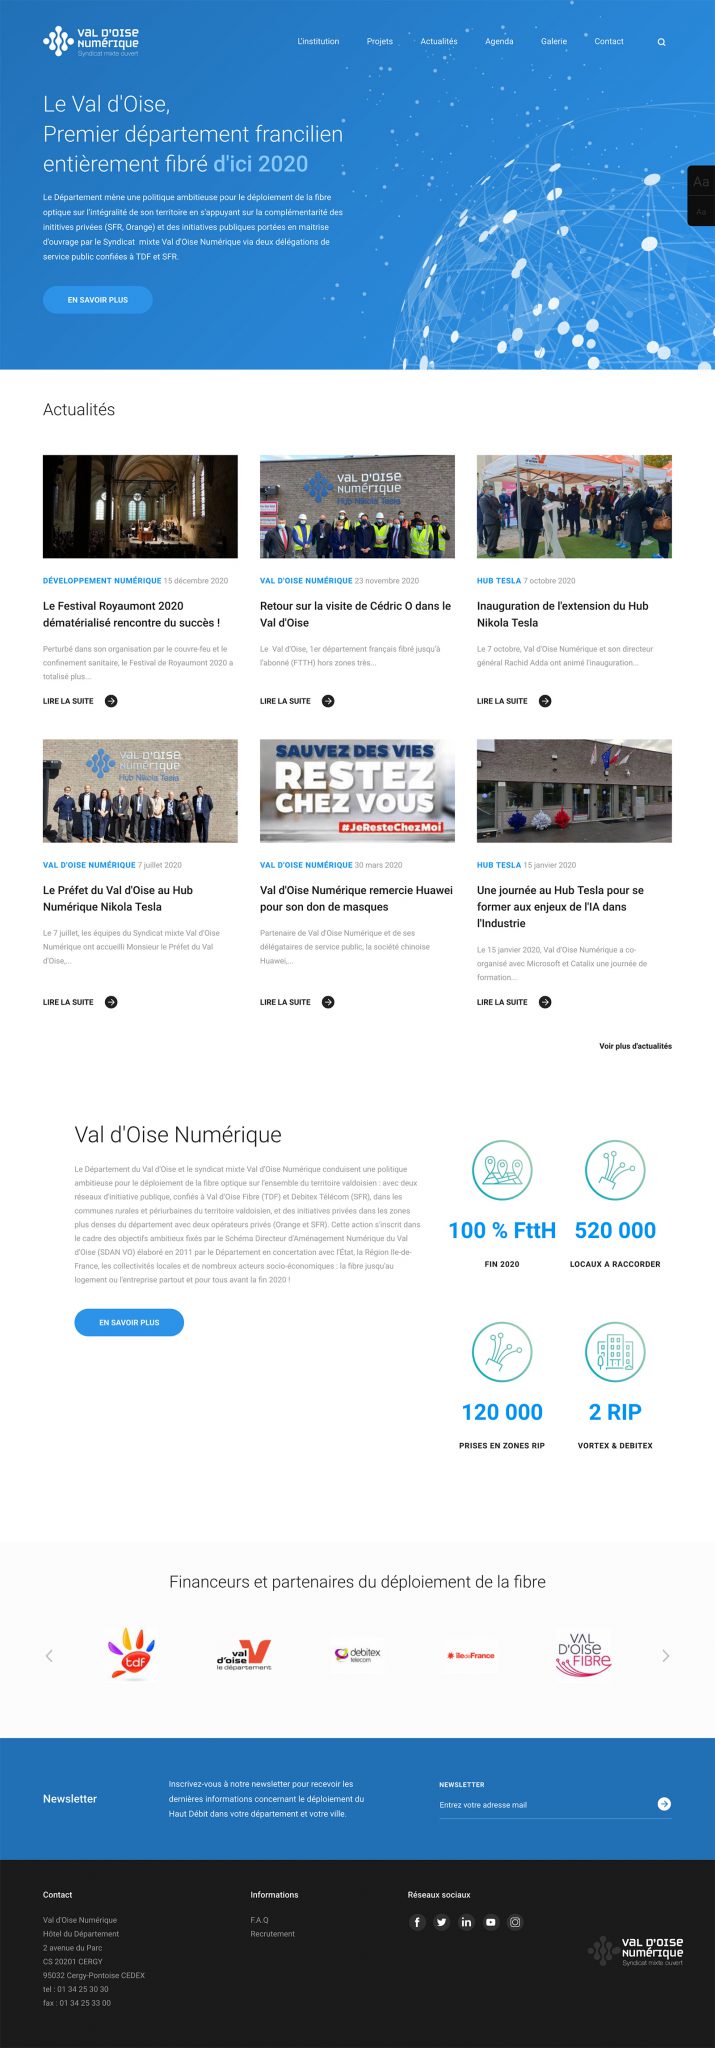 VAL D'OISE
numérique
Syndicat mixte ouvert
L'institution
Projets
Actualités
Agenda
Galerie
Contact
Le Val d'Oise,
Premier département francilien
entièrement fibré d'ici 2020
Aa
Aa
Le Département mène une politique ambitieuse pour le déploiement de la fibre
optique sur l'intégralité de son territoire en s'appuyant sur la complémentarité des
inititives privées (SFR, Orange) et des initiatives publiques portées en maitrise
d'ouvrage par le Syndicat mixte Val d'Oise Numérique via deux délégations de
service public confiées à TDF et SFR.
EN SAVOIR PLUS
Actualités
VAL D'OISE
numérique
Hub Nikola Tesla
DÉVELOPPEMENT NUMÉRIQUE 15 décembre 2020
Le Festival Royaumont 2020
dématérialisé rencontre du succès !
Perturbé dans son organisation par le couvre-feu et le
confinement sanitaire, le Festival de Royaumont 2020 a
totalisé plus...
LIRE LA SUITE
VAL D'OISE NUMÉRIQUE 23 novembre 2020
Retour sur la visite de Cédric O dans le
Val d'Oise
Le Val d'Oise, 1er département français fibré jusqu'à
l'abonné (FTTH) hors zones très...
LIRE LA SUITE
HUB TESLA 7 octobre 2020
Inauguration de l'extension du Hub
Nikola Tesla
Le 7 octobre, Val d'Oise Numérique et son directeur
général Rachid Adda ont animé l'inauguration...
LIRE LA SUITE
VAL D'OISE
numérique
Hub Nikola Tesla
SAUVEZ DES VIES
RESTEZ
CHEZ VOUS
#JeResteChezMoi
VAL D'OISE NUMÉRIQUE 7 juillet 2020
Le Préfet du Val d'Oise au Hub
Numérique Nikola Tesla
Le 7 juillet, les équipes du Syndicat mixte Val d'Oise
Numérique ont accueilli Monsieur le Préfet du Val
d'Oise,...
LIRE LA SUITE
VAL D'OISE NUMÉRIQUE 30 mars 2020
Val d'Oise Numérique remercie Huawei
pour son don de masques
Partenaire de Val d'Oise Numérique et de ses
délégataires de service public, la société chinoise
Huawei,...
LIRE LA SUITE
HUB TESLA 15 janvier 2020
Une journée au Hub Tesla pour se
former aux enjeux de l'IA dans
l'Industrie
Le 15 janvier 2020, Val d'Oise Numérique a co-
organisé avec Microsoft et Catalix une journée de
formation...
LIRE LA SUITE
Voir plus d'actualités
Val d'Oise Numérique
Le Département du Val d'Oise et le syndicat mixte Val d'Oise Numérique conduisent une politique
ambitieuse pour le déploiement de la fibre optique sur l'ensemble du territoire valdoisien : avec deux
réseaux d'initiative publique, confiés à Val d'Oise Fibre (TDF) et Debitex Télécom (SFR), dans les
communes rurales et périurbaines du territoire valdoisien, et des initiatives privées dans les zones
plus denses du département avec deux opérateurs privés (Orange et SFR). Cette action s'inscrit dans
le cadre des objectifs ambitieux fixés par le Schéma Directeur d'Aménagement Numérique du Val
d'Oise (SDAN VO) élaboré en 2011 par le Département en concertation avec l'État, la Région Ile-de-
France, les collectivités locales et de nombreux acteurs socio-économiques : la fibre jusqu'au
logement ou l'entreprise partout et pour tous avant la fin 2020 !
EN SAVOIR PLUS
100 % FttH
FIN 2020
520 000
LOCAUX A RACCORDER
120 000
PRISES EN ZONES RIP
2 RIP
VORTEX & DEBITEX
Financeurs et partenaires du déploiement de la fibre
tdf
val
d'oise
le département
debitex
telecom
île de France
VAL
D'OISE
FIBRE
Newsletter
Inscrivez-vous à notre newsletter pour recevoir les
dernières informations concernant le déploiement du
Haut Débit dans votre département et votre ville.
NEWSLETTER
Entrez votre adresse mail
Contact
Val d'Oise Numérique
Hôtel du Département
2 avenue du Parc
CS 20201 CERGY
95032 Cergy-Pontoise CEDEX
tel : 01 34 25 30 30
fax : 01 34 25 33 00
Informations
F.A.Q
Recrutement
Réseaux sociaux
VAL D'OISE
numérique
Syndicat mixte ouvert